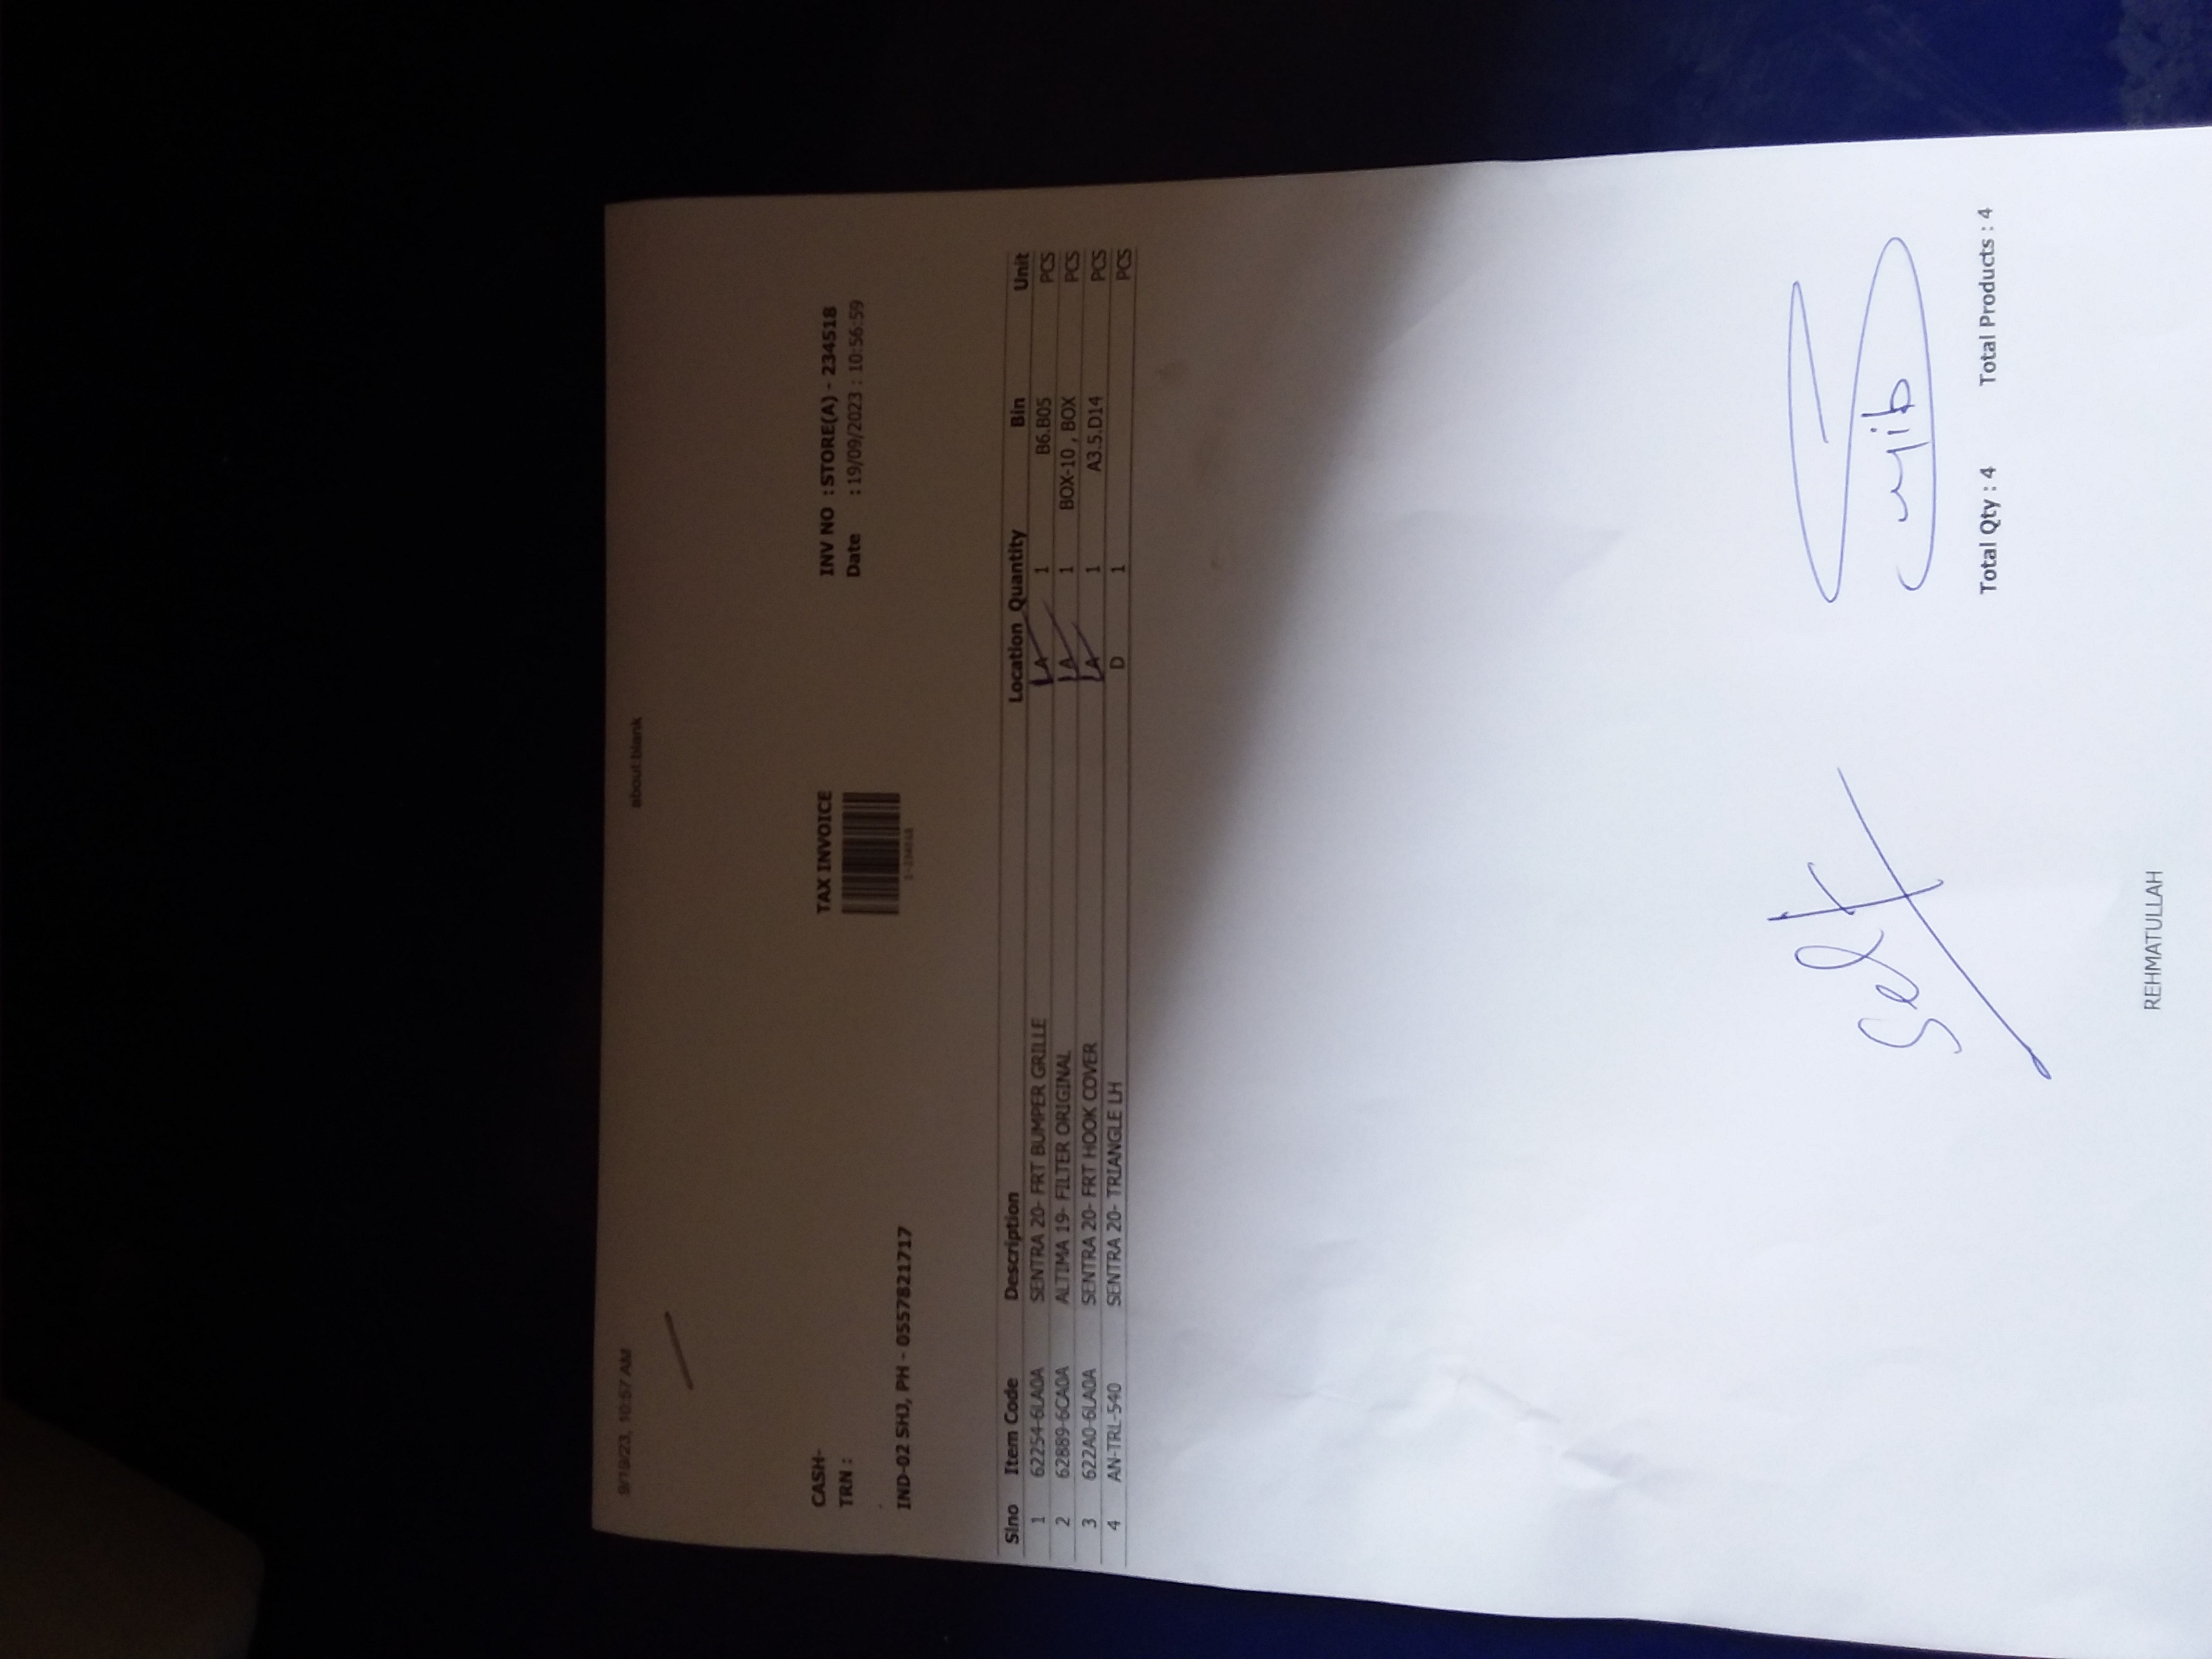 9/19/23, 10:57 AM about:blank
CASH- TAX INVOICE INV NO : STORE(A) - 234518
TRN : Date : 19/09/2023 : 10:56:59
IND-02 SHJ, PH - 0557821717
Slno Item Code Description Location Quantity Bin Unit
1 62254-6LA0A SENTRA 20- FRT BUMPER GRILLE A 1 B6.B05 PCS
2 62889-6CA0A ALTIMA 19- FILTER ORIGINAL A 1 BOX-10 , BOX PCS
3 622A0-6LA0A SENTRA 20- FRT HOOK COVER A 1 A3.5.D14 PCS
4 AN-TRL-540 SENTRA 20- TRIANGLE LH D 1 PCS
Self
Total Qty : 4 Total Products : 4
REHMATULLAH